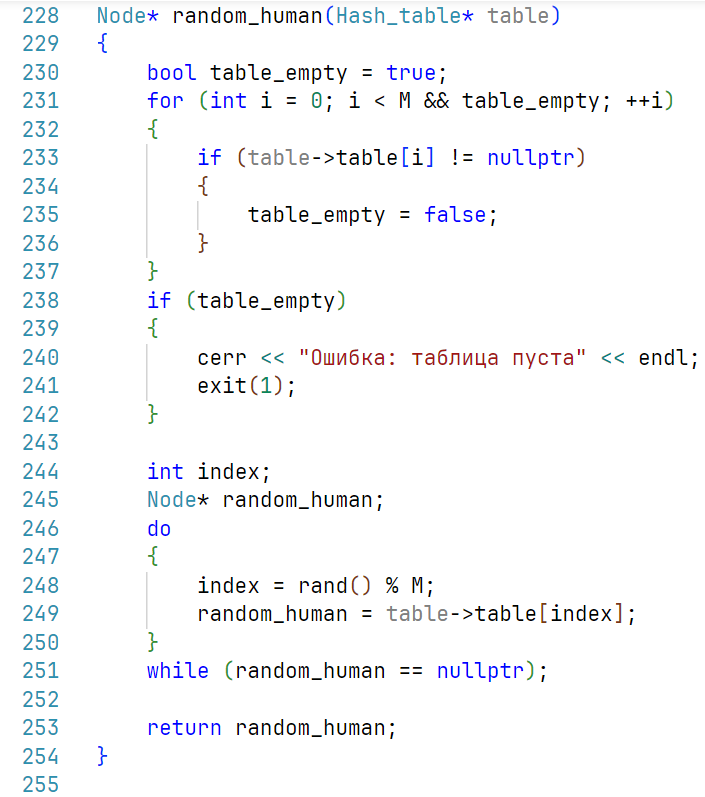 228 Node* random_human(Hash_table* table)
229 {
230     bool table_empty = true;
231     for (int i = 0; i < M && table_empty; ++i)
232     {
233         if (table->table[i] != nullptr)
234         {
235             table_empty = false;
236         }
237     }
238     if (table_empty)
239     {
240         cerr << "Ошибка: таблица пуста" << endl;
241         exit(1);
242     }
243
244     int index;
245     Node* random_human;
246     do
247     {
248         index = rand() % M;
249         random_human = table->table[index];
250     }
251     while (random_human == nullptr);
252
253     return random_human;
254 }
255